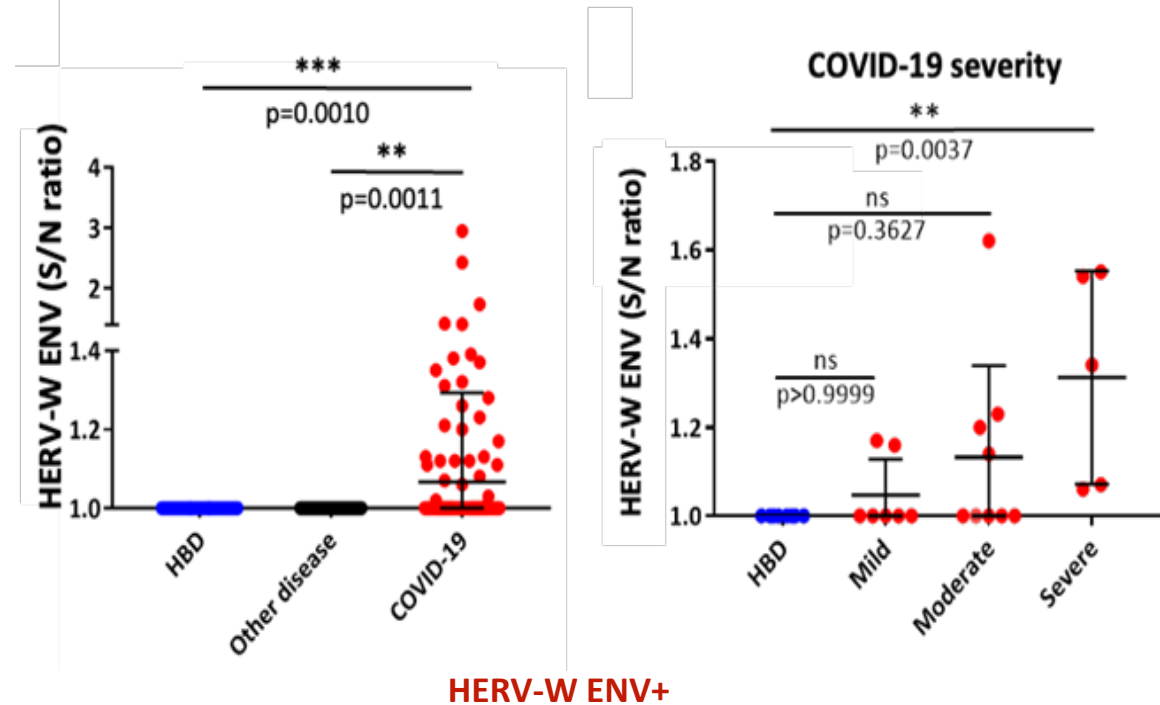 ***
p=0.0010
**
p=0.0011
HERV-W ENV (S/N ratio)
4
3
2
1.4
1.2
1.0
HBD
Other disease
COVID-19
COVID-19 severity
**
p=0.0037
ns
p=0.3627
ns
p>0.9999
HERV-W ENV (S/N ratio)
1.8
1.6
1.4
1.2
1.0
HBD
Mild
Moderate
Severe
HERV-W ENV+